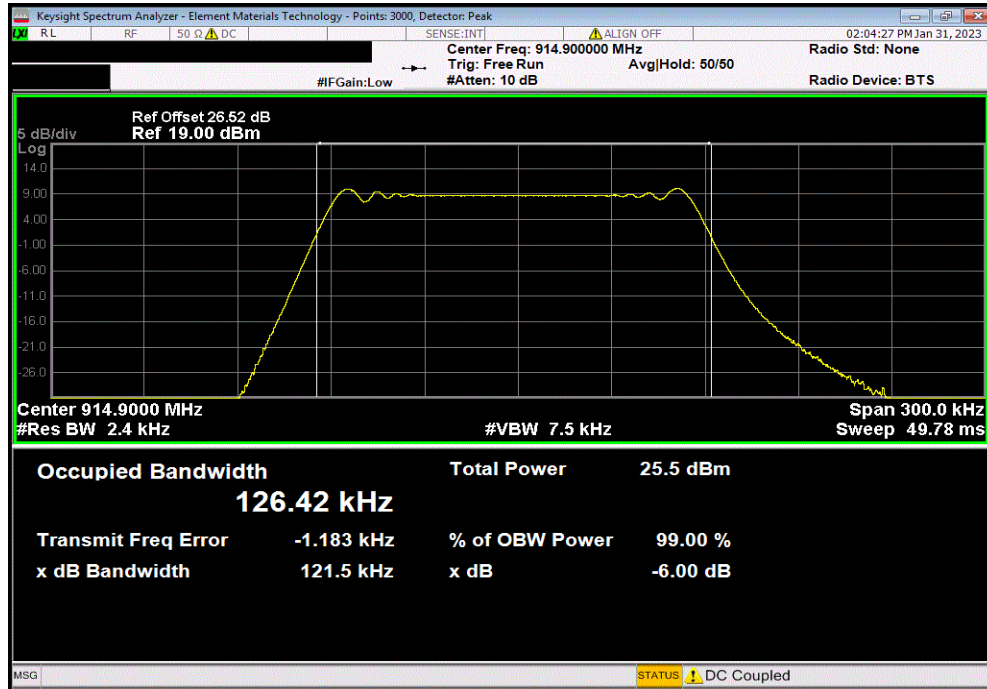 Keysight Spectrum Analyzer - Element Materials Technology - Points: 3000, Detector: Peak
LXI RL RF 50 Ω DC SENSE:INT ALIGN OFF 02:04:27 PM Jan 31, 2023
Center Freq: 914.900000 MHz Radio Std: None
Trig: Free Run Avg|Hold: 50/50
#IFGain:Low #Atten: 10 dB Radio Device: BTS
Ref Offset 26.52 dB
5 dB/div Ref 19.00 dBm
Log
14.0
9.00
4.00
-1.00
-6.00
-11.0
-16.0
-21.0
-26.0
Center 914.9000 MHz Span 300.0 kHz
#Res BW 2.4 kHz #VBW 7.5 kHz Sweep 49.78 ms
Occupied Bandwidth Total Power 25.5 dBm
126.42 kHz
Transmit Freq Error -1.183 kHz % of OBW Power 99.00 %
x dB Bandwidth 121.5 kHz x dB -6.00 dB
MSG STATUS DC Coupled